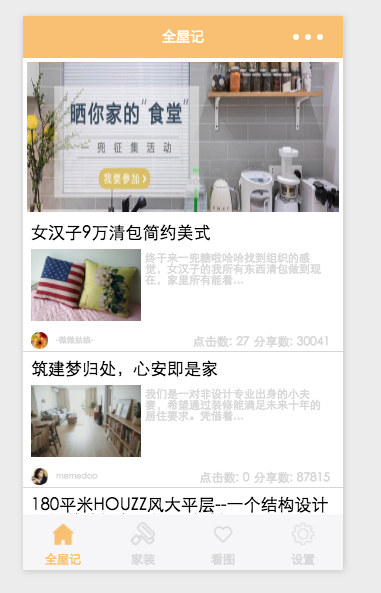 全屋记
晒你家的"食堂"
一兜征集活动
我要参加
女汉子9万清包简约美式
终于来一兜糖啦哈哈找到组织的感
觉，女汉子的我所有东西清包做到现
在，家里所有能看...
-微微姑娘-
点击数: 27 分享数: 30041
筑建梦归处，心安即是家
我们是一对非设计专业出身的小夫
妻，希望通过装修能满足未来十年的
居住要求。凭借着...
memedoo
点击数: 0 分享数: 87815
180平米HOUZZ风大平层--一个结构设计
全屋记 家装 看图 设置